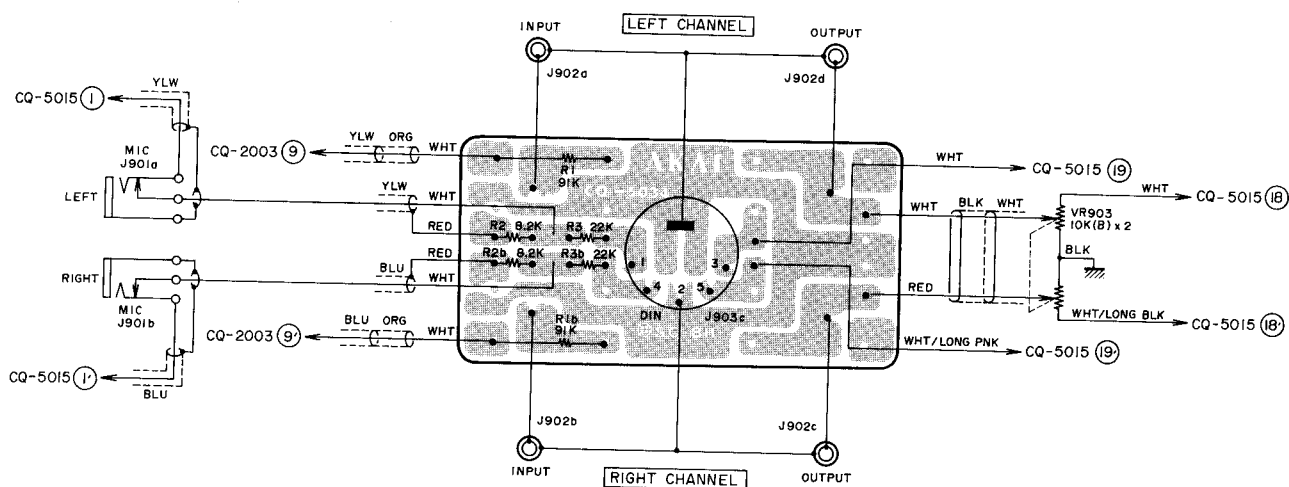 INPUT
LEFT CHANNEL
OUTPUT
J902a
J902d
YLW
CQ-5015 1
MIC
J901a
LEFT
CQ-2003 9
YLW ORG
WHT
R1
91K
AKAI
WHT
CQ-5015 19
YLW
WHT
RED
R2 8.2K
R3 22K
R2b 8.2K
R3b 22K
RED
BLU
WHT
WHT
BLK WHT
WHT
CQ-5015 18
VR903
10K(B) x 2
BLK
RIGHT
MIC
J901b
1
3
4
2
5
DIN
J903c
RED
WHT/LONG BLK
CQ-5015 18'
CQ-2003 9'
BLU ORG
WHT
R1b
91K
WHT/LONG PNK
CQ-5015 19'
CQ-5015 1'
BLU
J902b
J902c
INPUT
RIGHT CHANNEL
OUTPUT